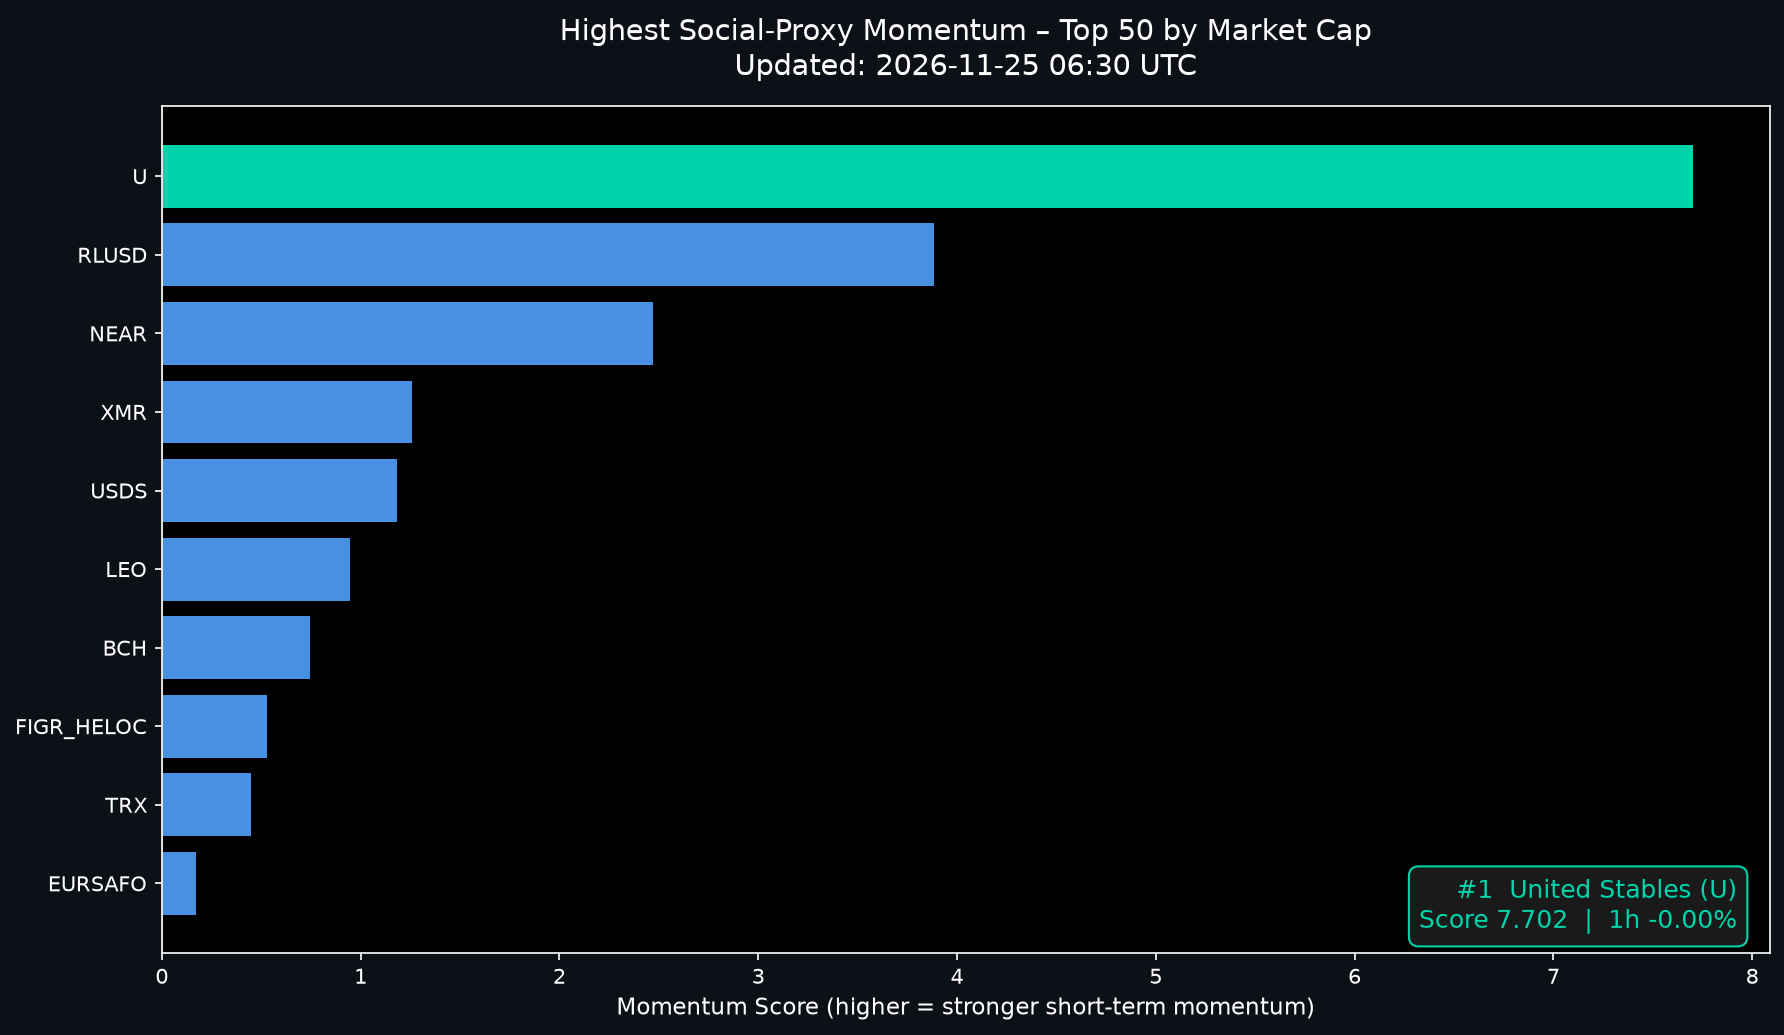 Highest Social-Proxy Momentum – Top 50 by Market Cap
Updated: 2026-11-25 06:30 UTC
U
RLUSD
NEAR
XMR
USDS
LEO
BCH
FIGR_HELOC
TRX
EURSAFO
#1  United Stables (U)
Score 7.702  |  1h -0.00%
0 1 2 3 4 5 6 7 8
Momentum Score (higher = stronger short-term momentum)